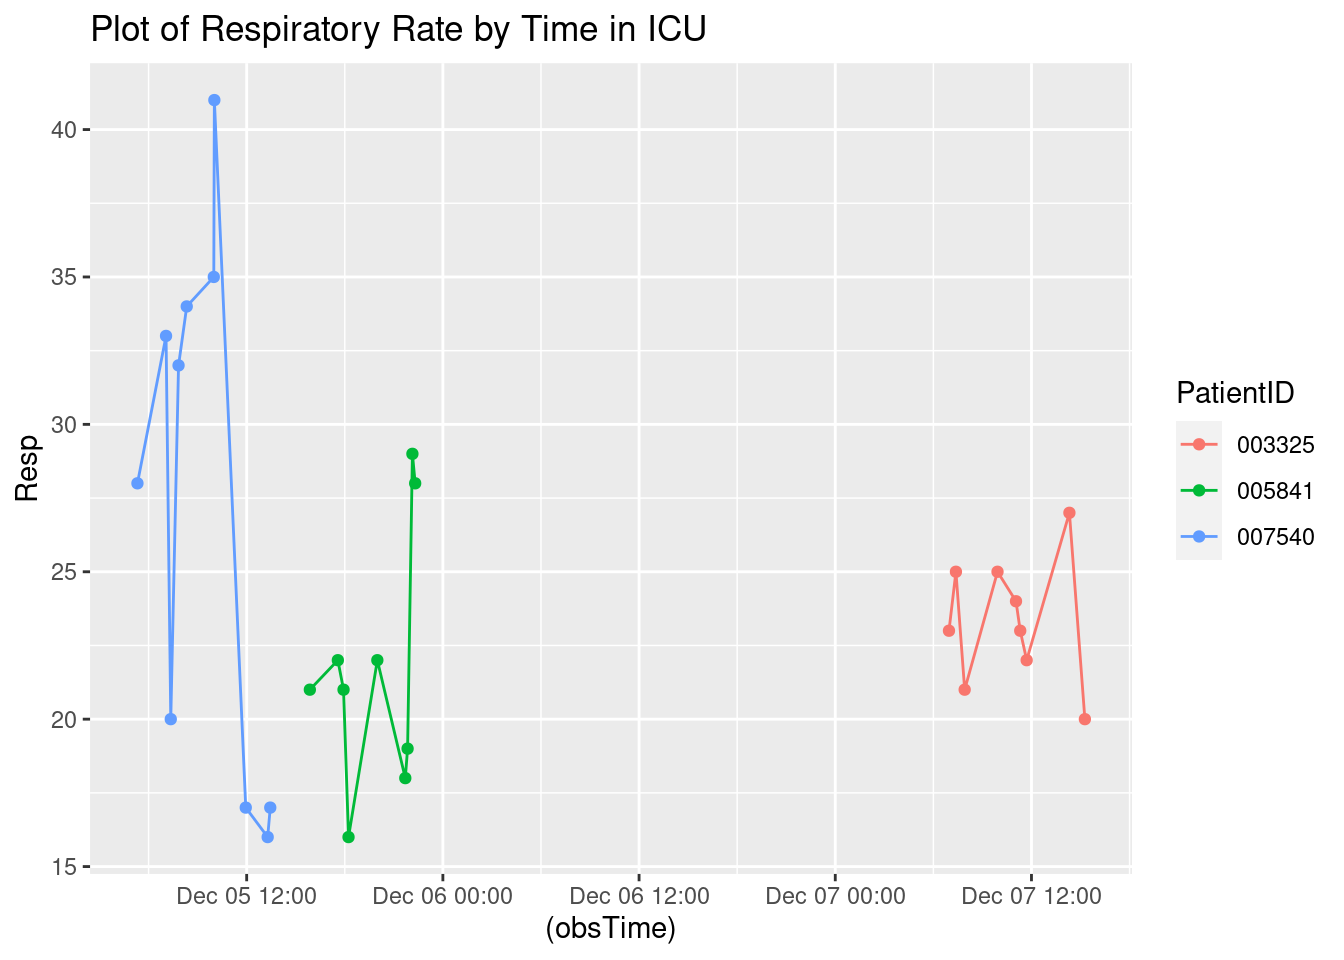 Plot of Respiratory Rate by Time in ICU
40
35
30
25
20
15
Resp
Dec 05 12:00 Dec 06 00:00 Dec 06 12:00 Dec 07 00:00 Dec 07 12:00
(obsTime)
PatientID
003325
005841
007540